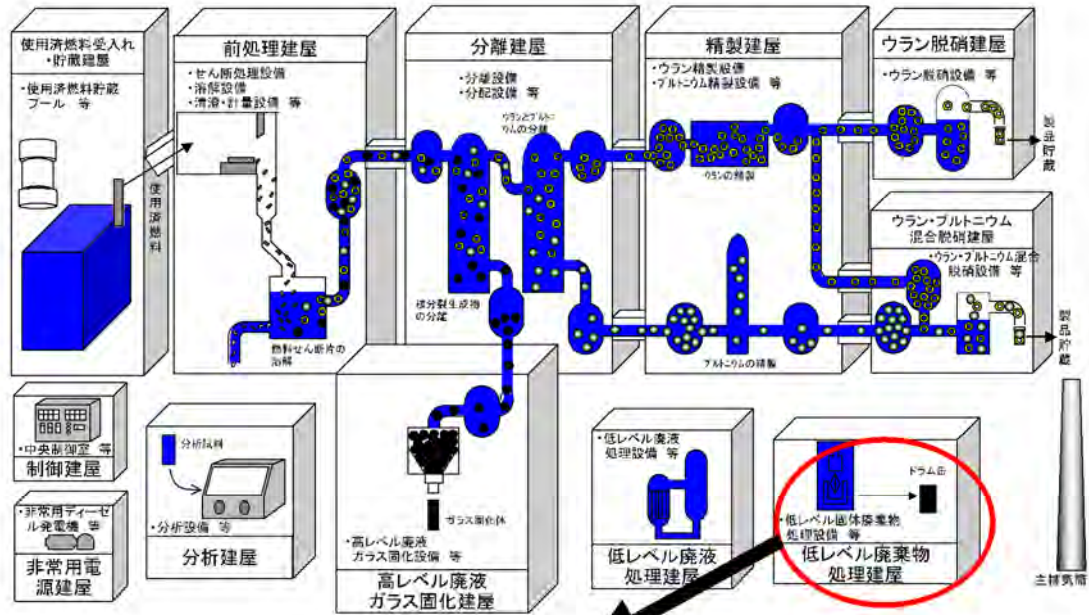 使用済燃料受入れ
・貯蔵建屋
・使用済燃料貯蔵
プール 等
使用済燃料
前処理建屋
・せん断処理設備
・溶解設備
・清澄・計量設備 等
燃料せん断片の
溶解
分離建屋
・分離設備
・分配設備 等
ウランとプルトニ
ウムの分離
核分裂生成物
の分離
精製建屋
・ウラン精製設備
・プルトニウム精製設備 等
ウランの精製
プルトニウムの精製
ウラン脱硝建屋
・ウラン脱硝設備 等
製品貯蔵
ウラン・プルトニウム
混合脱硝建屋
・ウラン・プルトニウム混合
脱硝設備 等
製品貯蔵
・中央制御室 等
制御建屋
・非常用ディーゼ
ル発電機 等
非常用電
源建屋
分析試料
・分析設備 等
分析建屋
ガラス固化体
・高レベル廃液
ガラス固化設備 等
高レベル廃液
ガラス固化建屋
・低レベル廃液
処理設備 等
低レベル廃液
処理建屋
ドラム缶
・低レベル固体廃棄物
処理設備 等
低レベル廃棄物
処理建屋
主排気筒